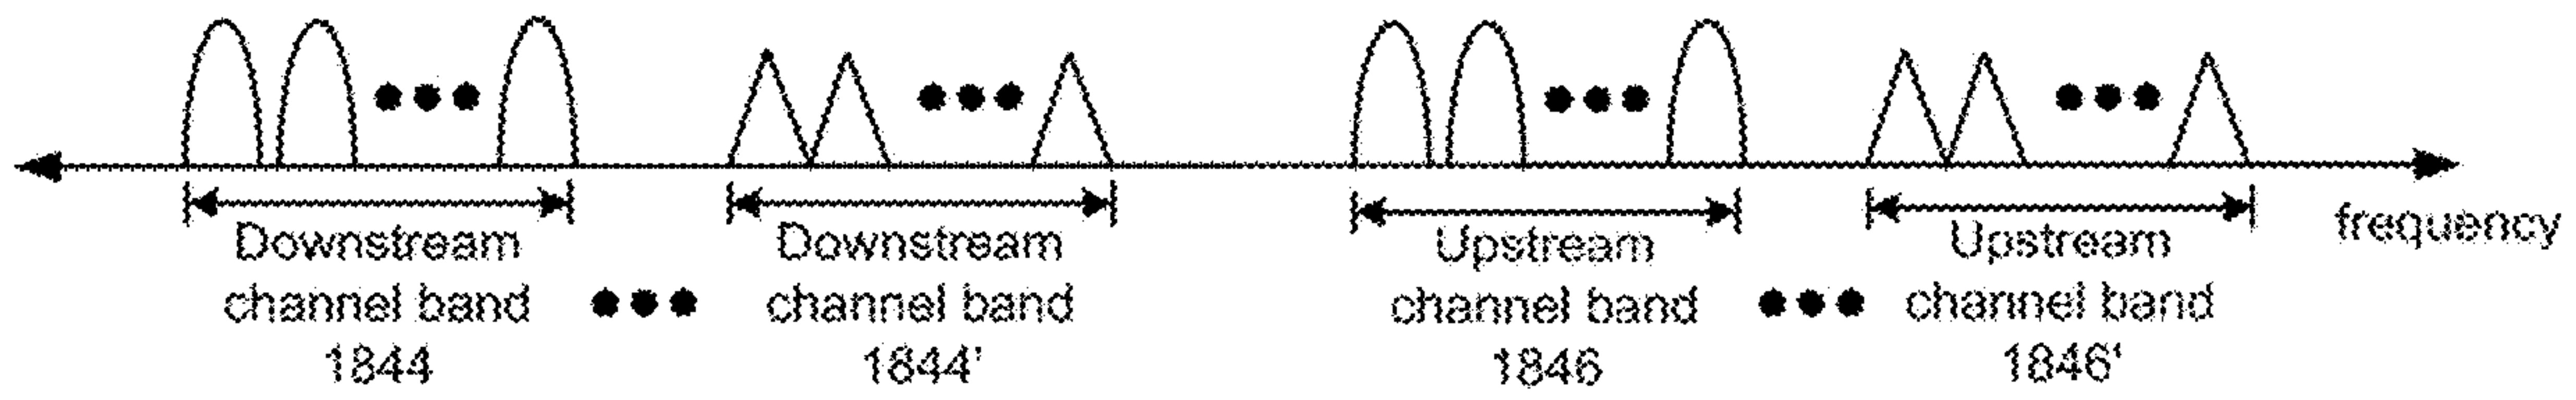 Downstream
channel band
1844
Downstream
channel band
1844'
Upstream
channel band
1846
Upstream
channel band
1846'
frequency